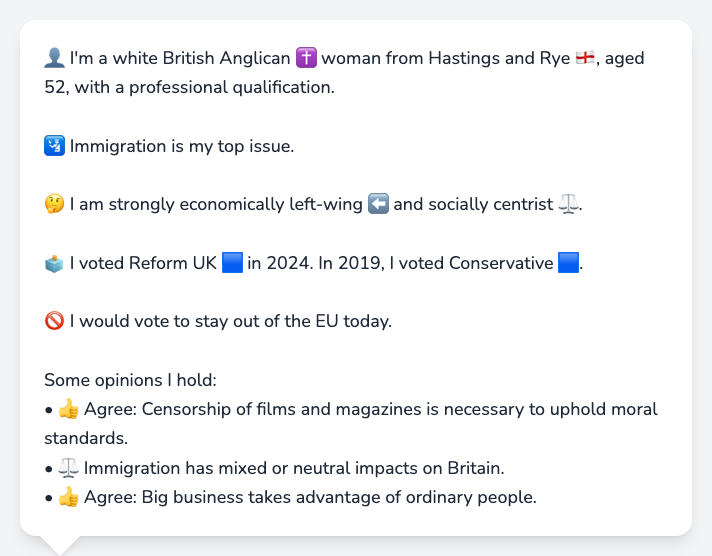 👤 I'm a white British Anglican ✝️ woman from Hastings and Rye 🏴󠁧󠁢󠁥󠁮󠁧󠁿, aged
52, with a professional qualification.
🛂 Immigration is my top issue.
🤔 I am strongly economically left-wing ⬅️ and socially centrist ⚖️.
🗳️ I voted Reform UK 🟦 in 2024. In 2019, I voted Conservative 🟦.
🚫 I would vote to stay out of the EU today.
Some opinions I hold:
• 👍 Agree: Censorship of films and magazines is necessary to uphold moral
standards.
• ⚖️ Immigration has mixed or neutral impacts on Britain.
• 👍 Agree: Big business takes advantage of ordinary people.